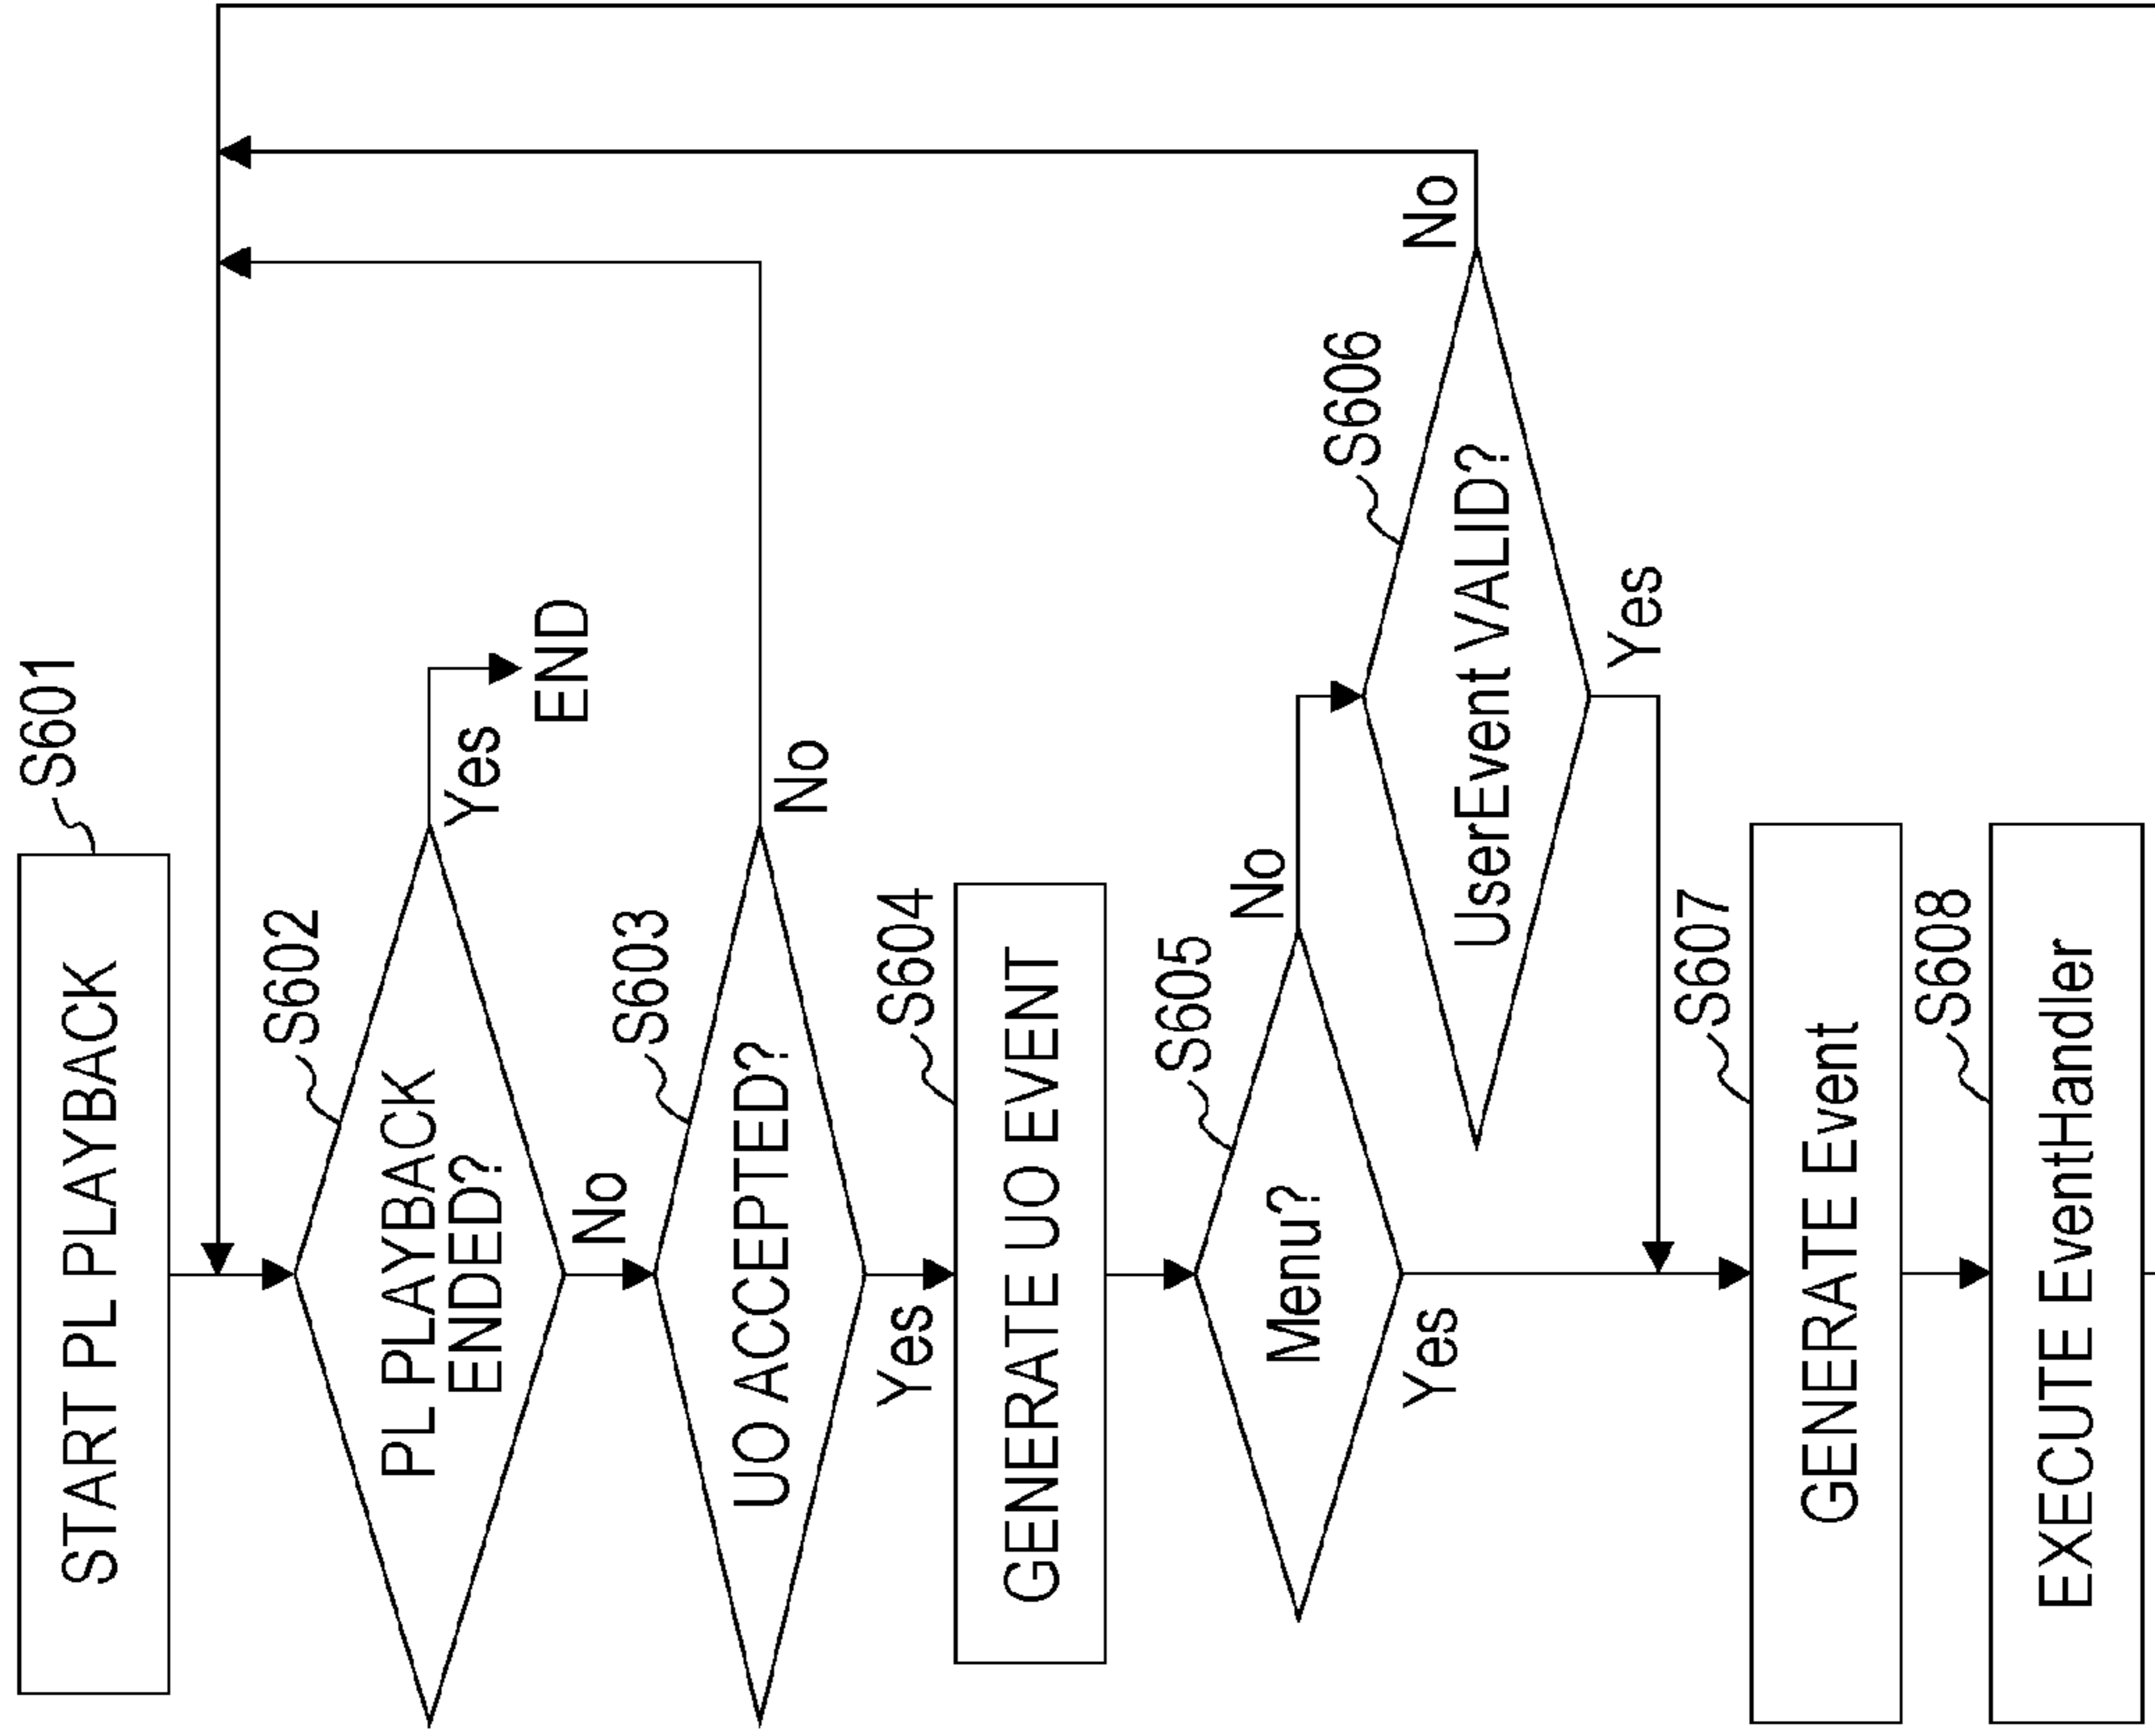 S601
START PL PLAYBACK
S602
PL PLAYBACK
ENDED?
Yes
END
No
S603
UO ACCEPTED?
No
Yes
S604
GENERATE UO EVENT
S605
Menu?
No
Yes
S606
UserEvent VALID?
No
Yes
S607
GENERATE Event
S608
EXECUTE EventHandler